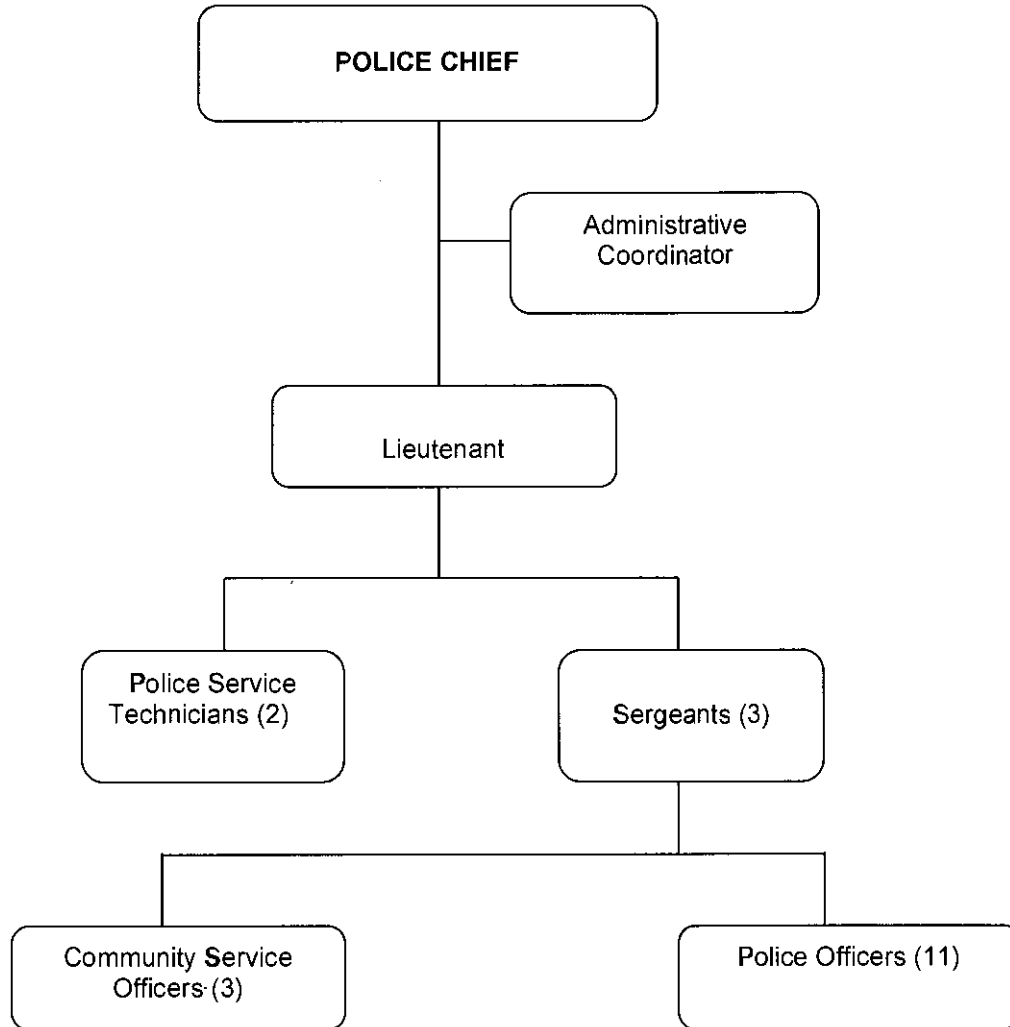 POLICE CHIEF
Administrative
Coordinator
Lieutenant
Police Service
Technicians (2)
Sergeants (3)
Community Service
Officers (3)
Police Officers (11)